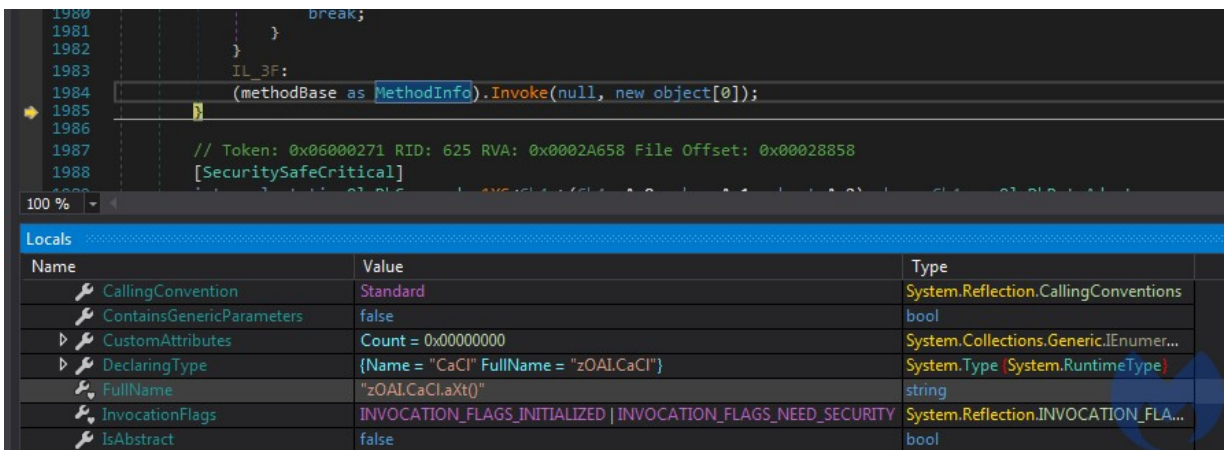 1980 break;
1981 }
1982 }
1983 IL_3F:
1984 (methodBase as MethodInfo).Invoke(null, new object[0]);
1985 }
1986
1987 // Token: 0x06000271 RID: 625 RVA: 0x0002A658 File Offset: 0x00028858
1988 [SecuritySafeCritical]
100 %
Locals
Name Value Type
CallingConvention Standard System.Reflection.CallingConventions
ContainsGenericParameters false bool
CustomAttributes Count = 0x00000000 System.Collections.Generic.IEnumer...
DeclaringType {Name = "CaCl" FullName = "zOAI.CaCl"} System.Type {System.RuntimeType}
FullName "zOAI.CaCl.aXt()" string
InvocationFlags INVOCATION_FLAGS_INITIALIZED | INVOCATION_FLAGS_NEED_SECURITY System.Reflection.INVOCATION_FLA...
IsAbstract false bool